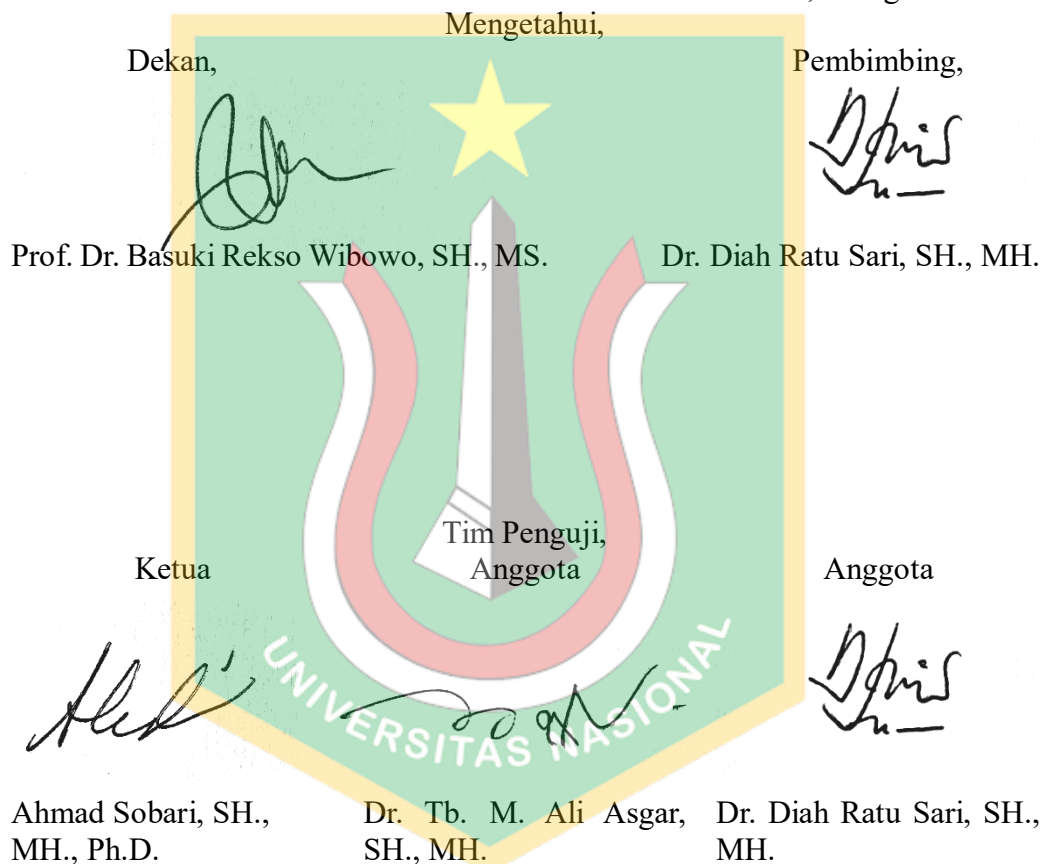 Mengetahui,
Dekan, Pembimbing,
Prof. Dr. Basuki Rekso Wibowo, SH., MS. Dr. Diah Ratu Sari, SH., MH.
Tim Penguji,
Ketua Anggota Anggota
UNIVERSITAS NASIONAL
Ahmad Sobari, SH., Dr. Tb. M. Ali Asgar, Dr. Diah Ratu Sari, SH.,
MH., Ph.D. SH., MH. MH.